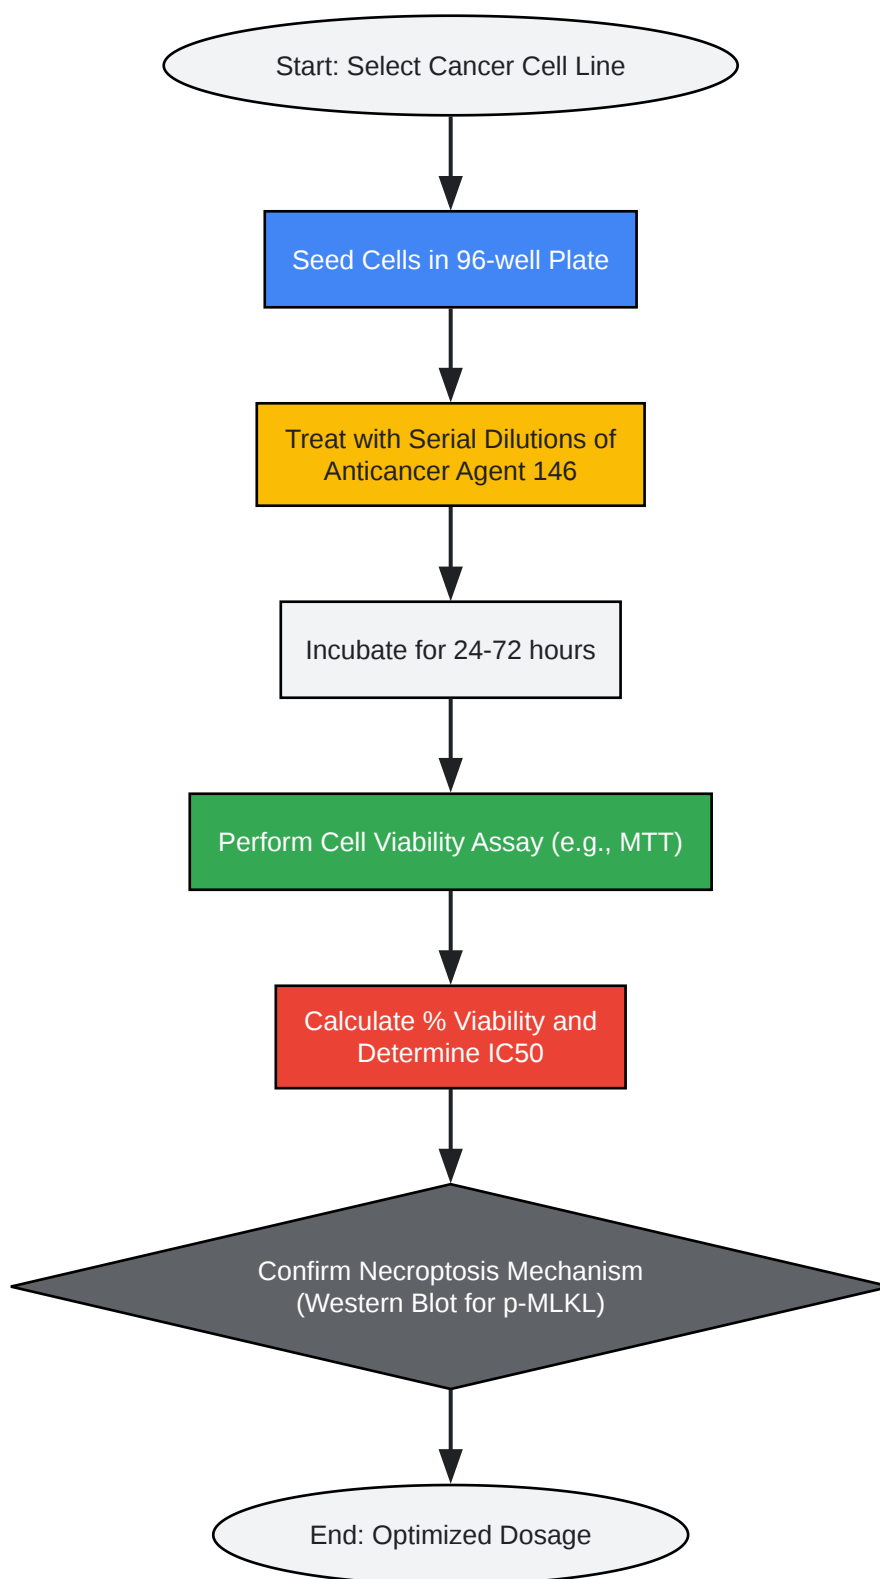 Start: Select Cancer Cell Line
Seed Cells in 96-well Plate
Treat with Serial Dilutions of
Anticancer Agent 146
Incubate for 24-72 hours
Perform Cell Viability Assay (e.g., MTT)
Calculate % Viability and
Determine IC50
Confirm Necroptosis Mechanism
(Western Blot for p-MLKL)
End: Optimized Dosage